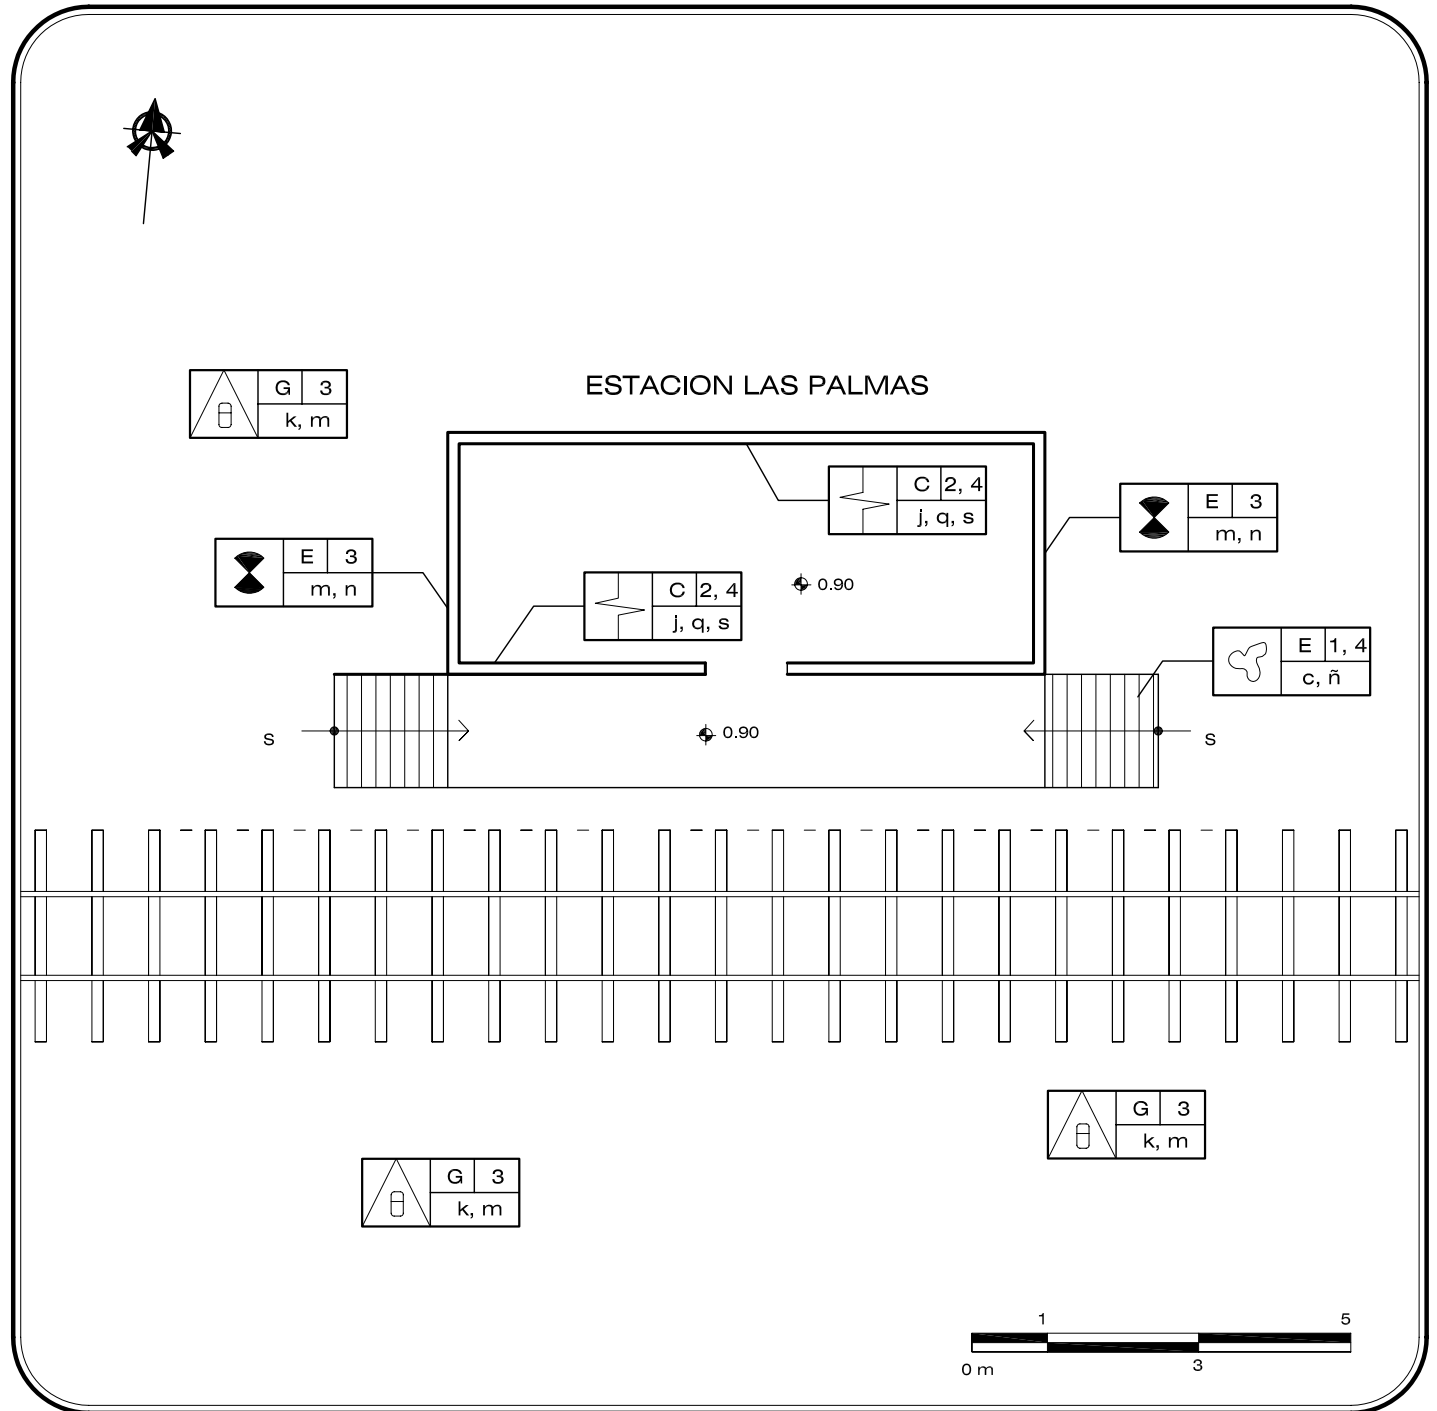 ESTACION LAS PALMAS
G 3
k, m
C 2, 4
j, q, s
E 3
m, n
E 3
m, n
0.90
C 2, 4
j, q, s
E 1, 4
c, ñ
0.90
s
s
G 3
k, m
G 3
k, m
1 5
0 m 3